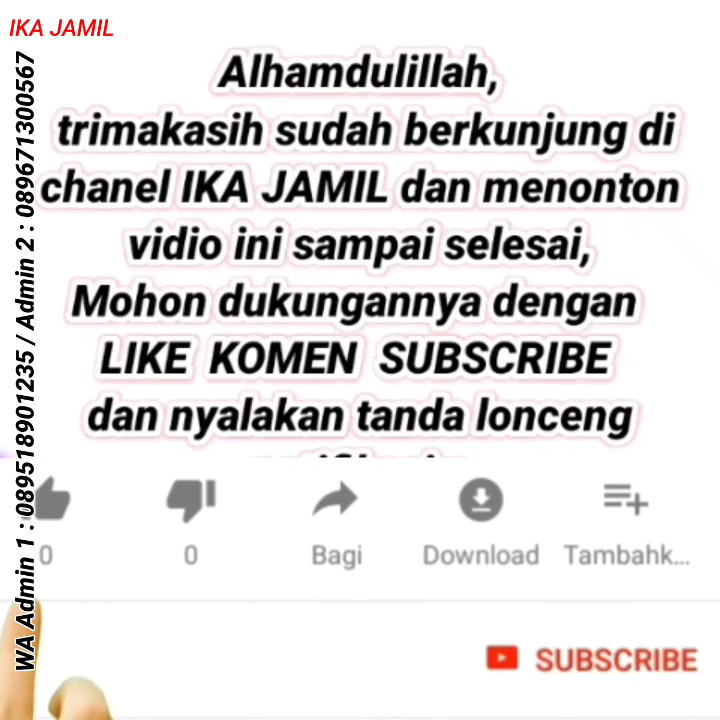 IKA JAMIL
WA Admin 1 : 089518901235 / Admin 2 : 089671300567
Alhamdulillah,
trimakasih sudah berkunjung di
chanel IKA JAMIL dan menonton
vidio ini sampai selesai,
Mohon dukungannya dengan
LIKE KOMEN SUBSCRIBE
dan nyalakan tanda lonceng
0 0 Bagi Download Tambahk...
SUBSCRIBE